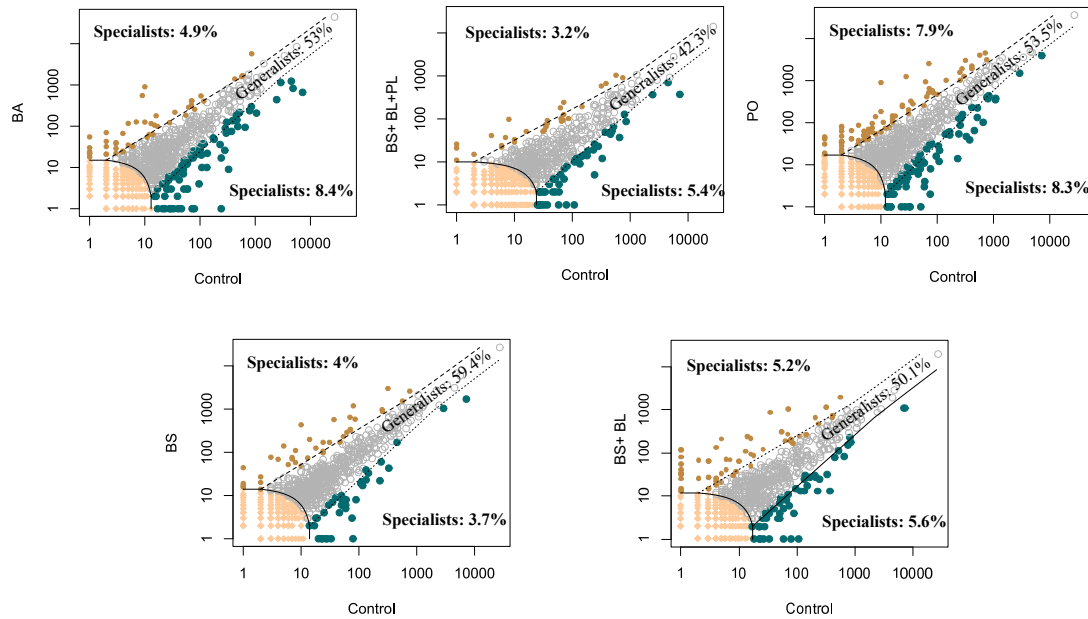 Specialists: 4.9%
Generalists: 53%
Specialists: 8.4%
BA
1 10 100 1000
1 10 100 1000 10000
Control
Specialists: 3.2%
Generalists: 42.3%
Specialists: 5.4%
BS+ BL+PL
1 10 100 1000
1 10 100 1000 10000
Control
Specialists: 7.9%
Generalists: 53.5%
Specialists: 8.3%
PO
1 10 100 1000
1 10 100 1000 10000
Control
Specialists: 4%
Generalists: 59.4%
Specialists: 3.7%
BS
1 10 100 1000
1 10 100 1000 10000
Control
Specialists: 5.2%
Generalists: 50.1%
Specialists: 5.6%
BS+ BL
1 10 100 1000
1 10 100 1000 10000
Control